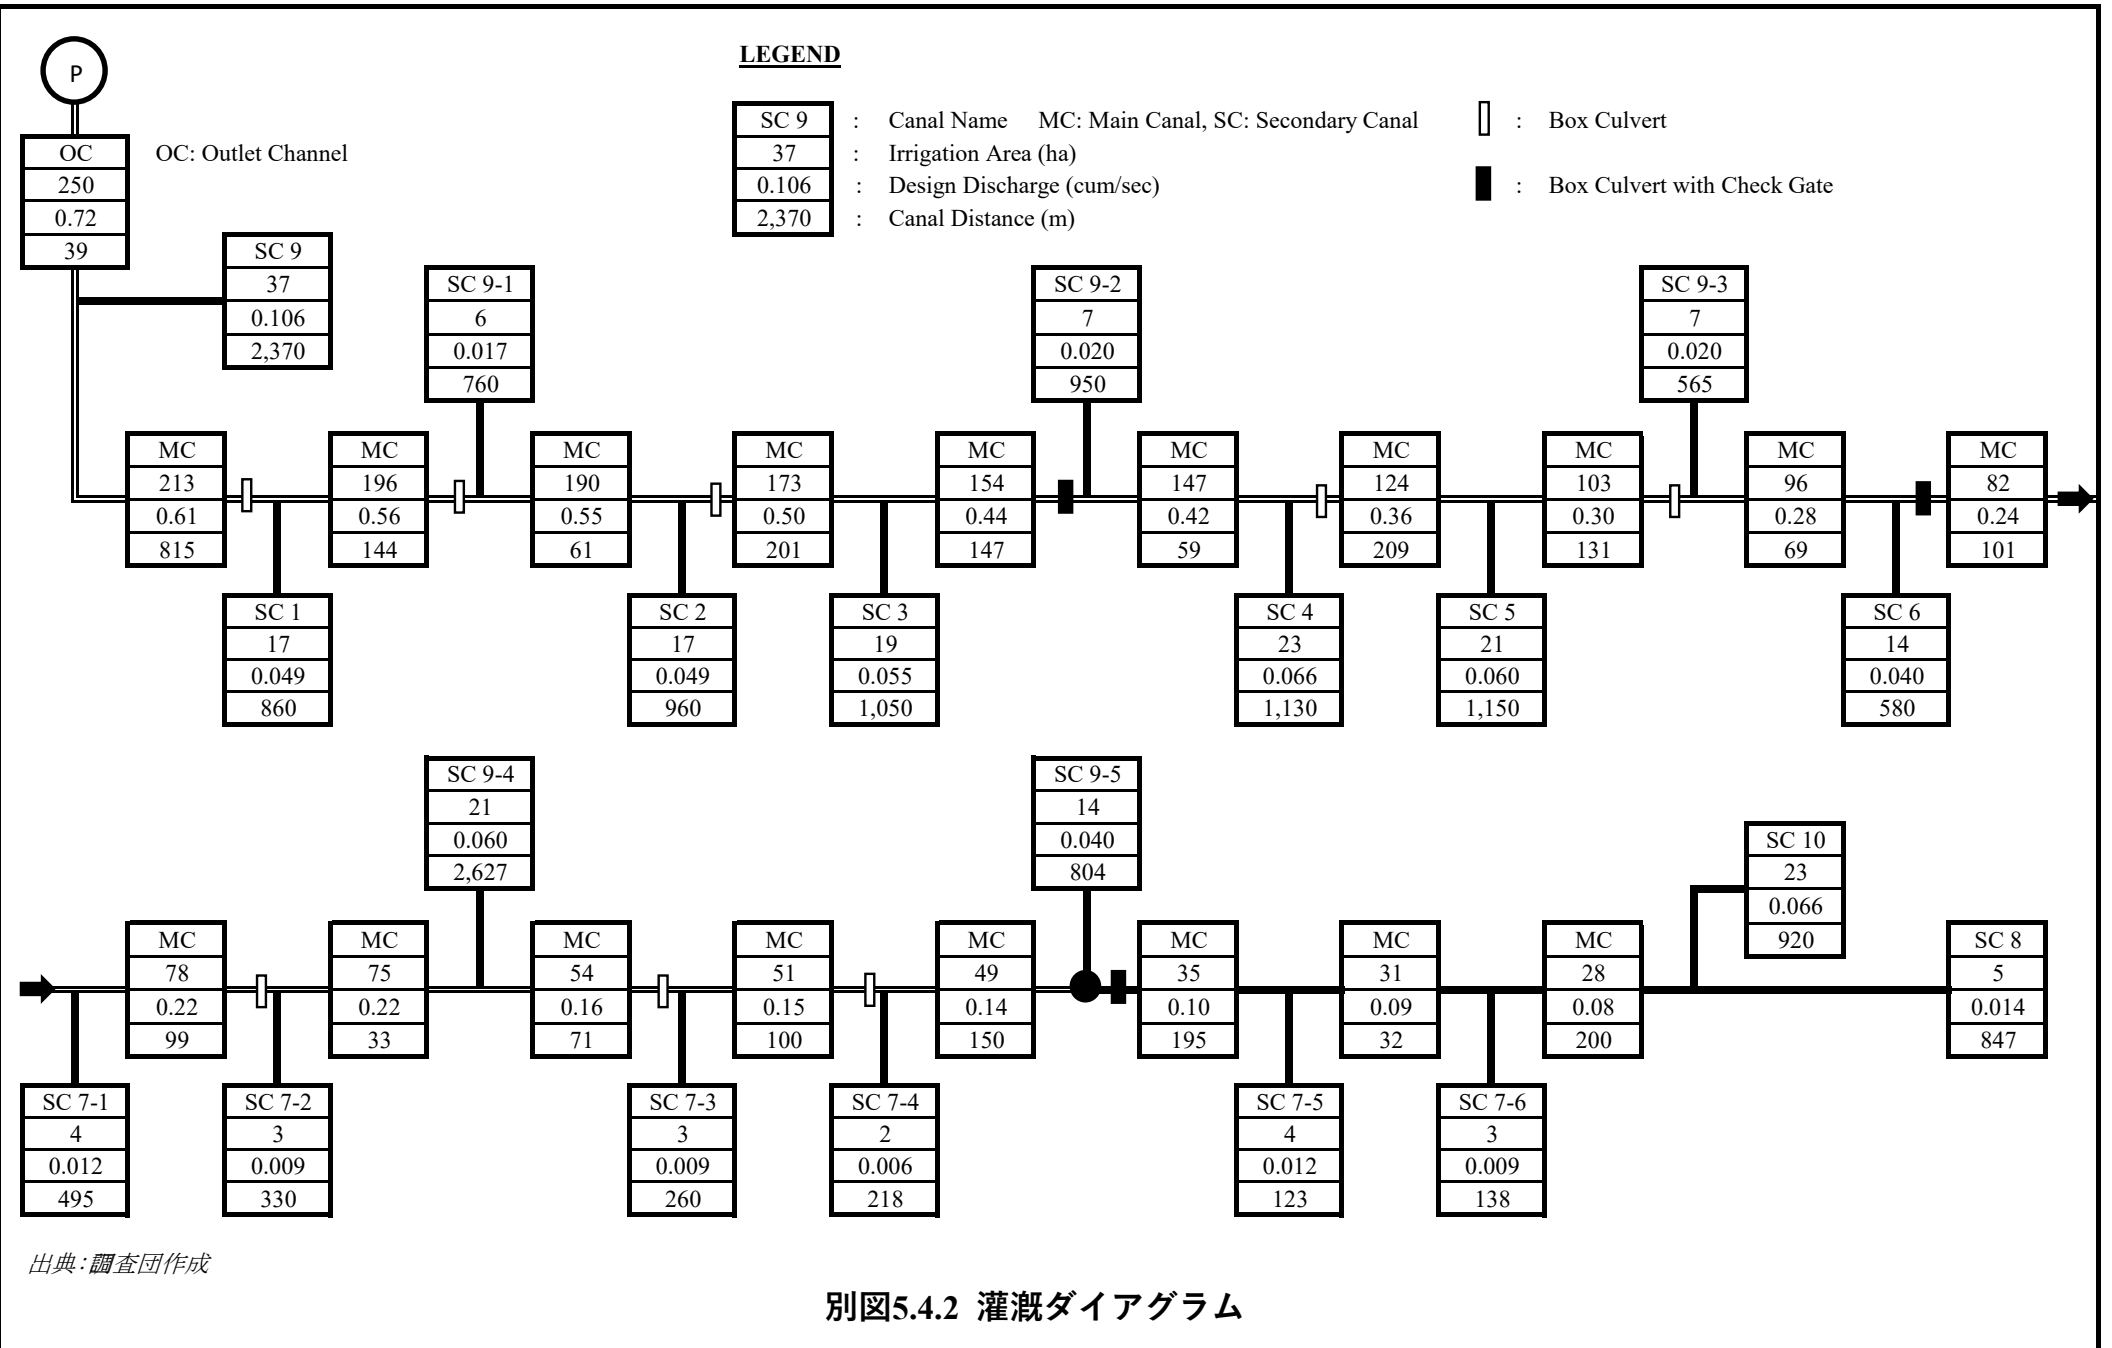 P
LEGEND
SC 9 : Canal Name MC: Main Canal, SC: Secondary Canal
37 : Irrigation Area (ha)
0.106 : Design Discharge (cum/sec)
2,370 : Canal Distance (m)
: Box Culvert
: Box Culvert with Check Gate
OC
250
0.72
39
OC: Outlet Channel
SC 9
37
0.106
2,370
SC 9-1
6
0.017
760
SC 9-2
7
0.020
950
SC 9-3
7
0.020
565
MC
213
0.61
815
MC
196
0.56
144
MC
190
0.55
61
MC
173
0.50
201
MC
154
0.44
147
MC
147
0.42
59
MC
124
0.36
209
MC
103
0.30
131
MC
96
0.28
69
MC
82
0.24
101
SC 1
17
0.049
860
SC 2
17
0.049
960
SC 3
19
0.055
1,050
SC 4
23
0.066
1,130
SC 5
21
0.060
1,150
SC 6
14
0.040
580
SC 9-4
21
0.060
2,627
SC 9-5
14
0.040
804
SC 10
23
0.066
920
MC
78
0.22
99
MC
75
0.22
33
MC
54
0.16
71
MC
51
0.15
100
MC
49
0.14
150
MC
35
0.10
195
MC
31
0.09
32
MC
28
0.08
200
SC 8
5
0.014
847
SC 7-1
4
0.012
495
SC 7-2
3
0.009
330
SC 7-3
3
0.009
260
SC 7-4
2
0.006
218
SC 7-5
4
0.012
123
SC 7-6
3
0.009
138
出典:調査団作成
別図5.4.2 灌漑ダイアグラム